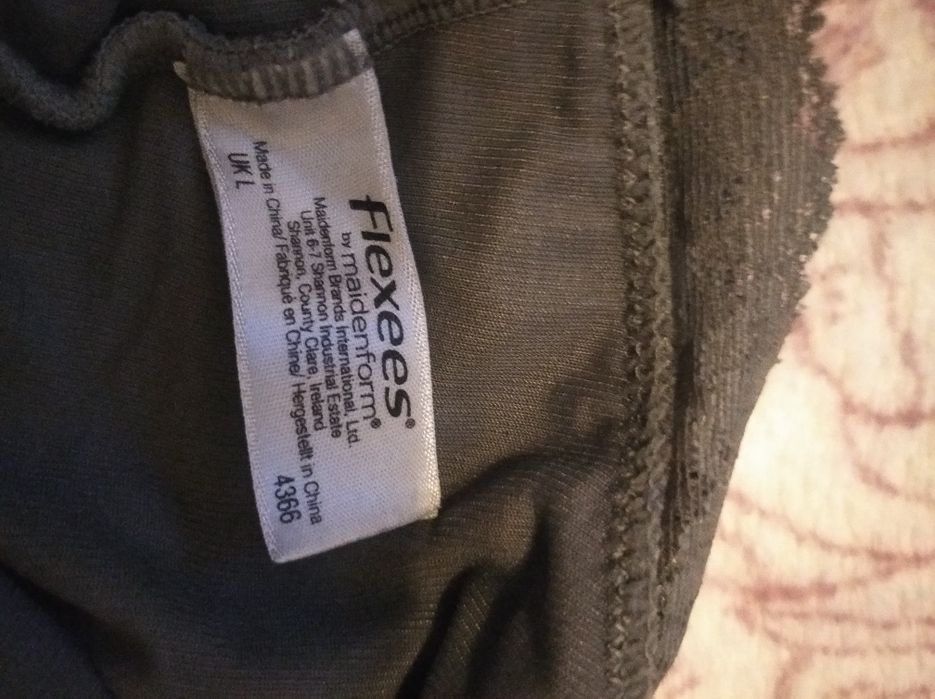 flexees®
by maidenform®
Maidenform Brands International, Ltd.
Unit 6-7 Shannon Industrial Estate
Shannon, County Clare, Ireland
Made in China/ Fabriqué en Chine/ Hergestellt in China
UK L 4366